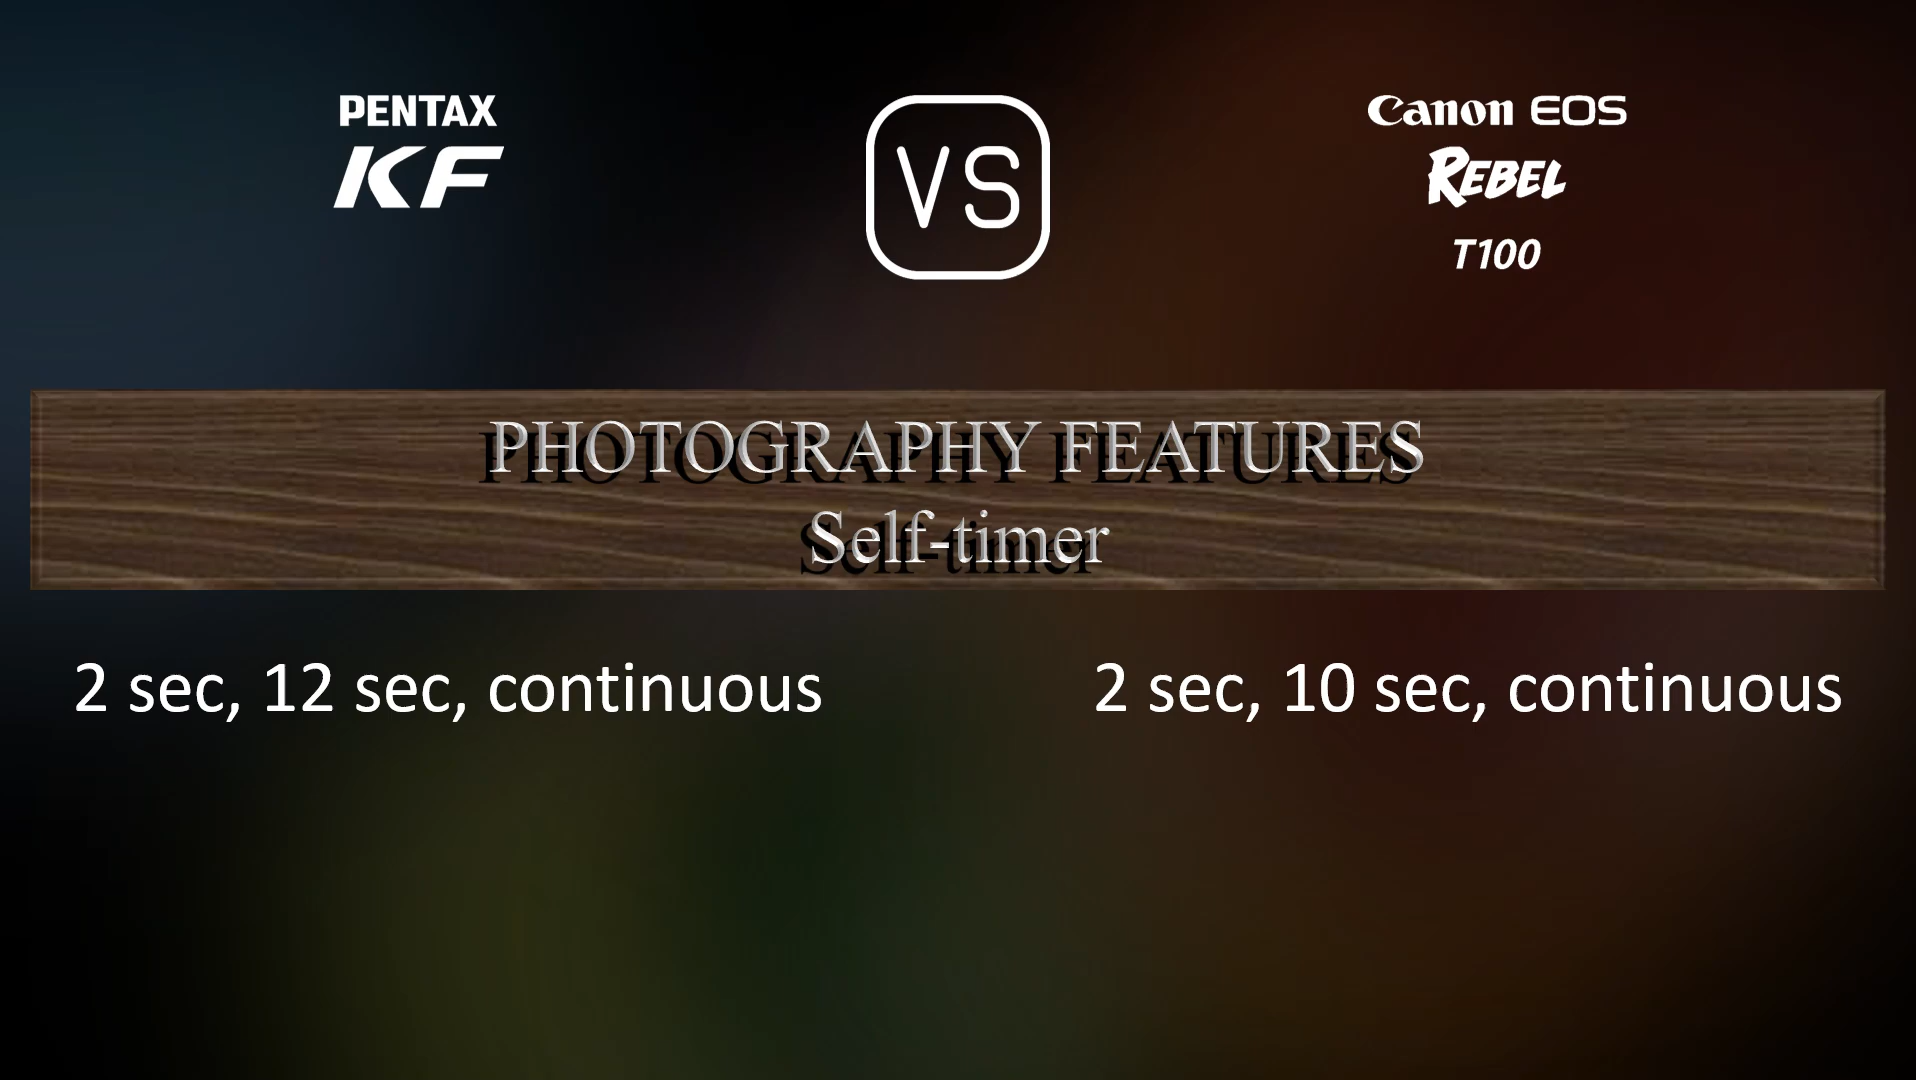 PENTAX
KF
VS
Canon EOS
REBEL
T100
PHOTOGRAPHY FEATURES
Self-timer
2 sec, 12 sec, continuous
2 sec, 10 sec, continuous